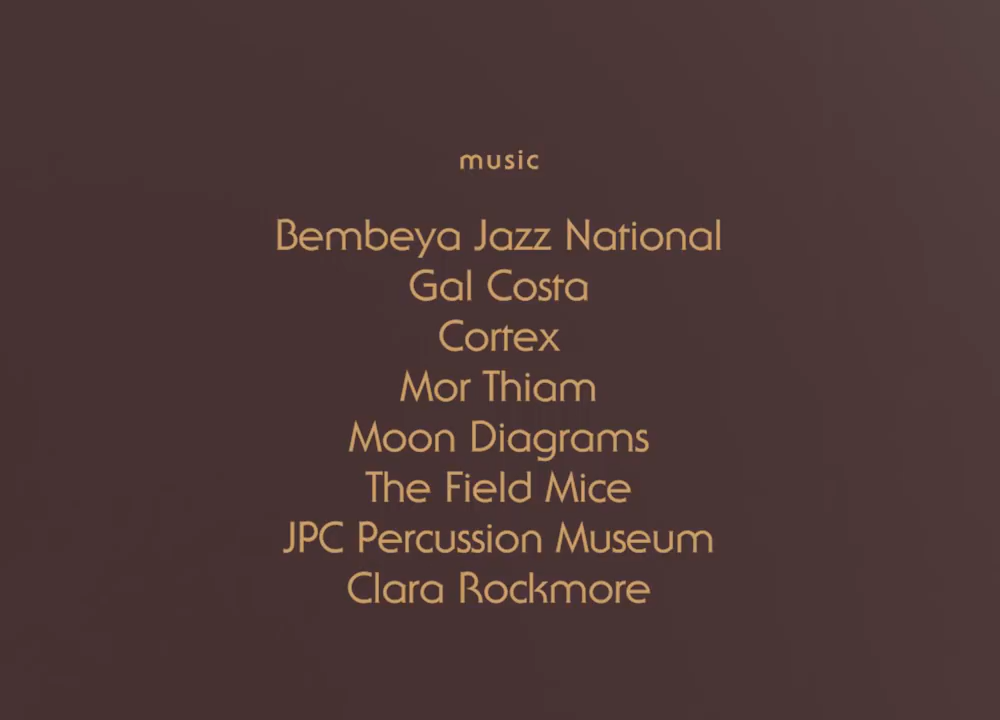 music
Bembeya Jazz National
Gal Costa
Cortex
Mor Thiam
Moon Diagrams
The Field Mice
JPC Percussion Museum
Clara Rockmore